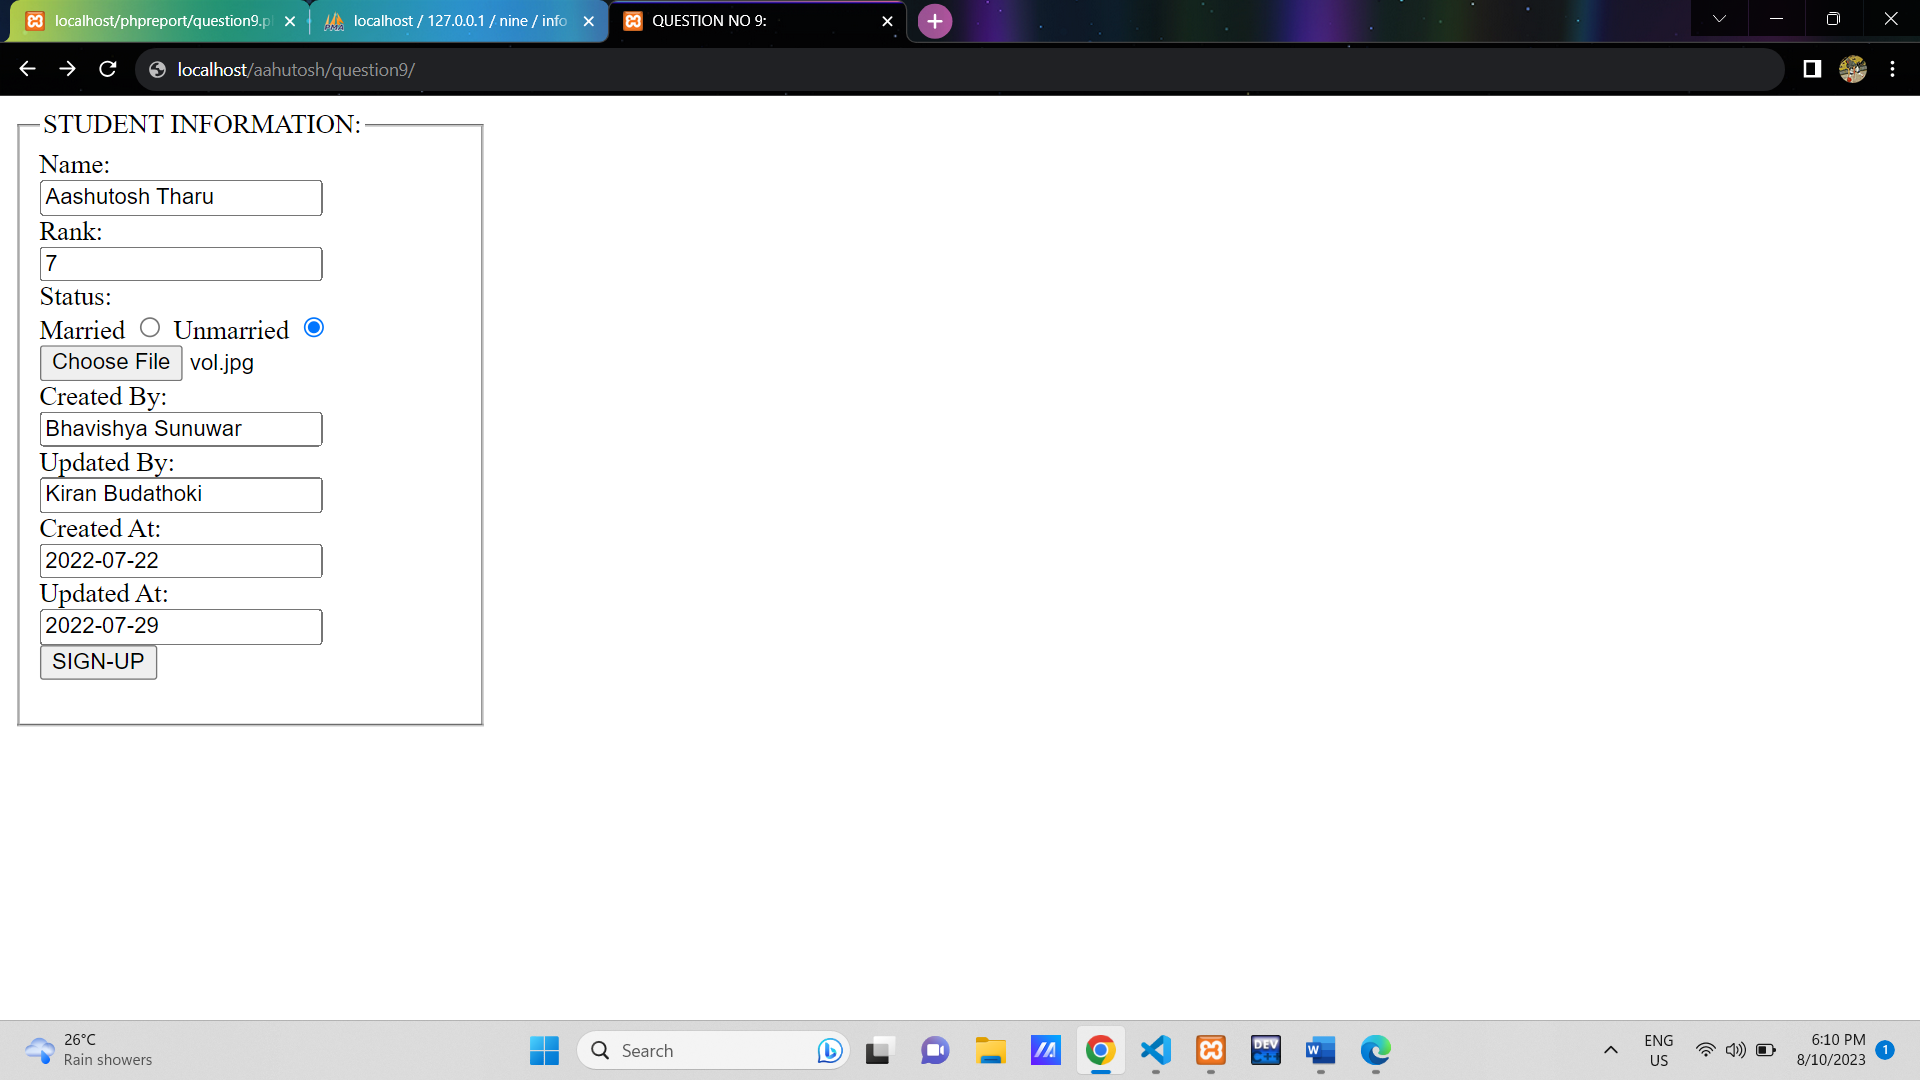 localhost/phpreport/question9.p
localhost / 127.0.0.1 / nine / info
QUESTION NO 9:
localhost/aahutosh/question9/
STUDENT INFORMATION:
Name:
Aashutosh Tharu
Rank:
7
Status:
Married Unmarried
Choose File vol.jpg
Created By:
Bhavishya Sunuwar
Updated By:
Kiran Budathoki
Created At:
2022-07-22
Updated At:
2022-07-29
SIGN-UP
26°C
Rain showers
Search
DEV
C++
W
ENG
US
6:10 PM
8/10/2023
1